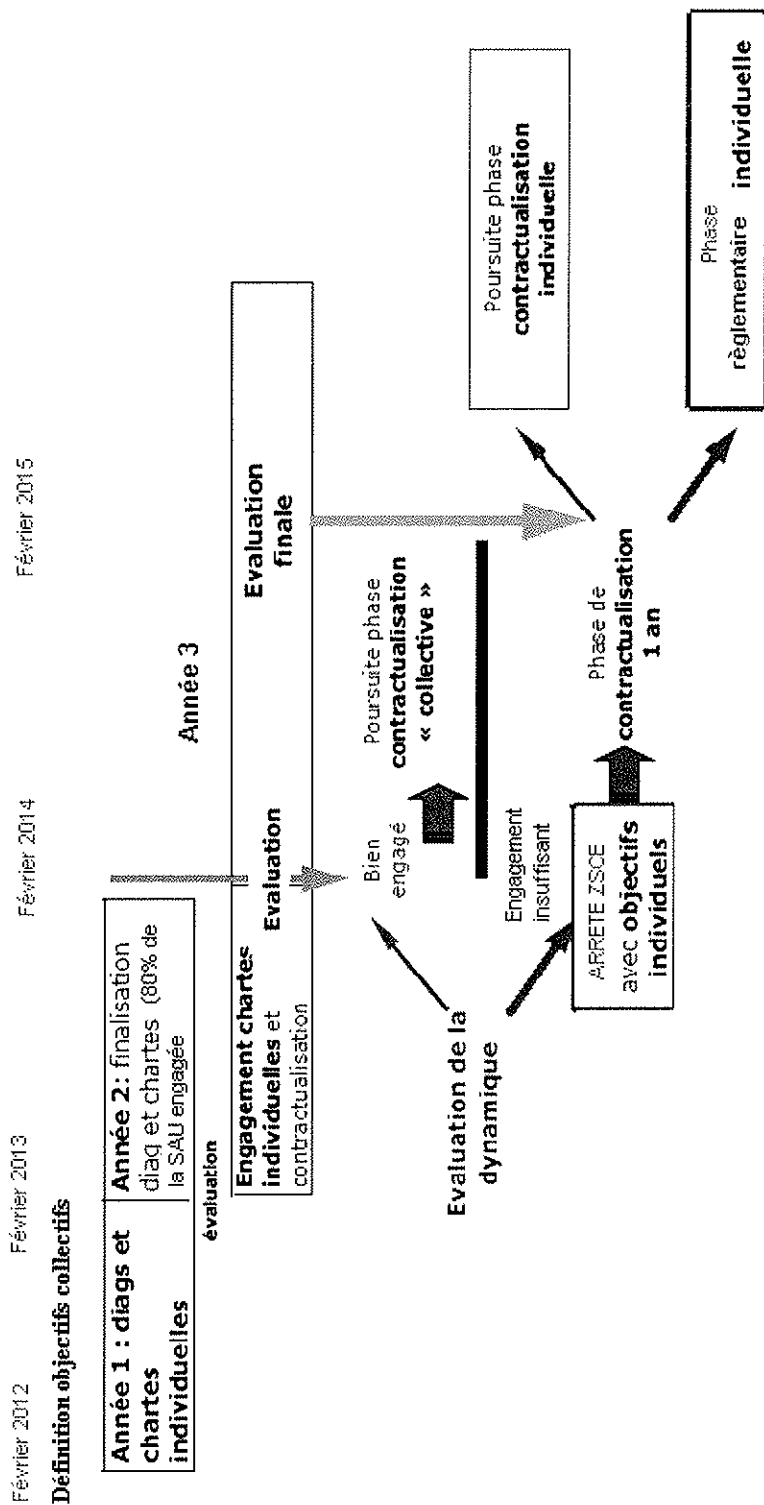 Février 2012
Février 2013
Février 2014
Février 2015
Définition objectifs collectifs
Année 1 : diags et
chartes
individuelles
Année 2: finalisation
diag et chartes (80% de
la SAU engagée
évaluation
Année 3
Engagement chartes
individuelles et
contractualisation
Evaluation
Evaluation
finale
Evaluation de la
dynamique
Bien
engagé
Poursuite phase
contractualisation
« collective »
Engagement
insuffisant
ARRETE ZSCE
avec objectifs
individuels
Phase de
contractualisation
1 an
Poursuite phase
contractualisation
individuelle
Phase
règlementaire individuelle